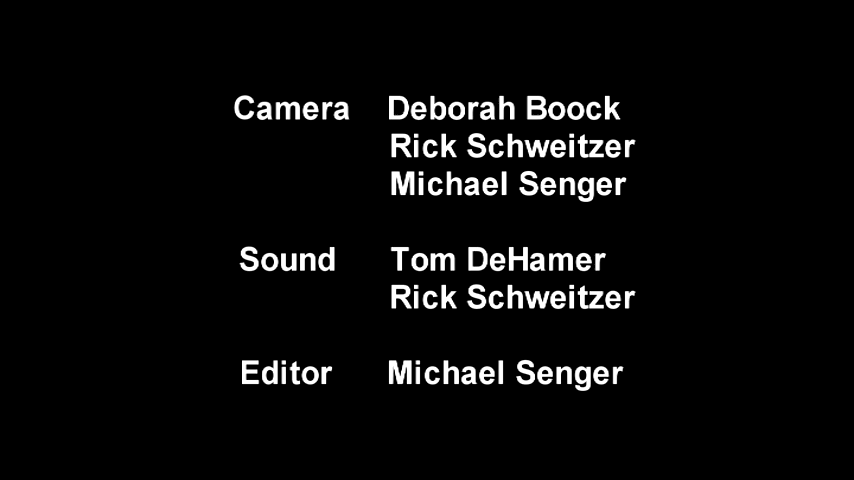 Camera Deborah Boock
Rick Schweitzer
Michael Senger
Sound Tom DeHamer
Rick Schweitzer
Editor Michael Senger